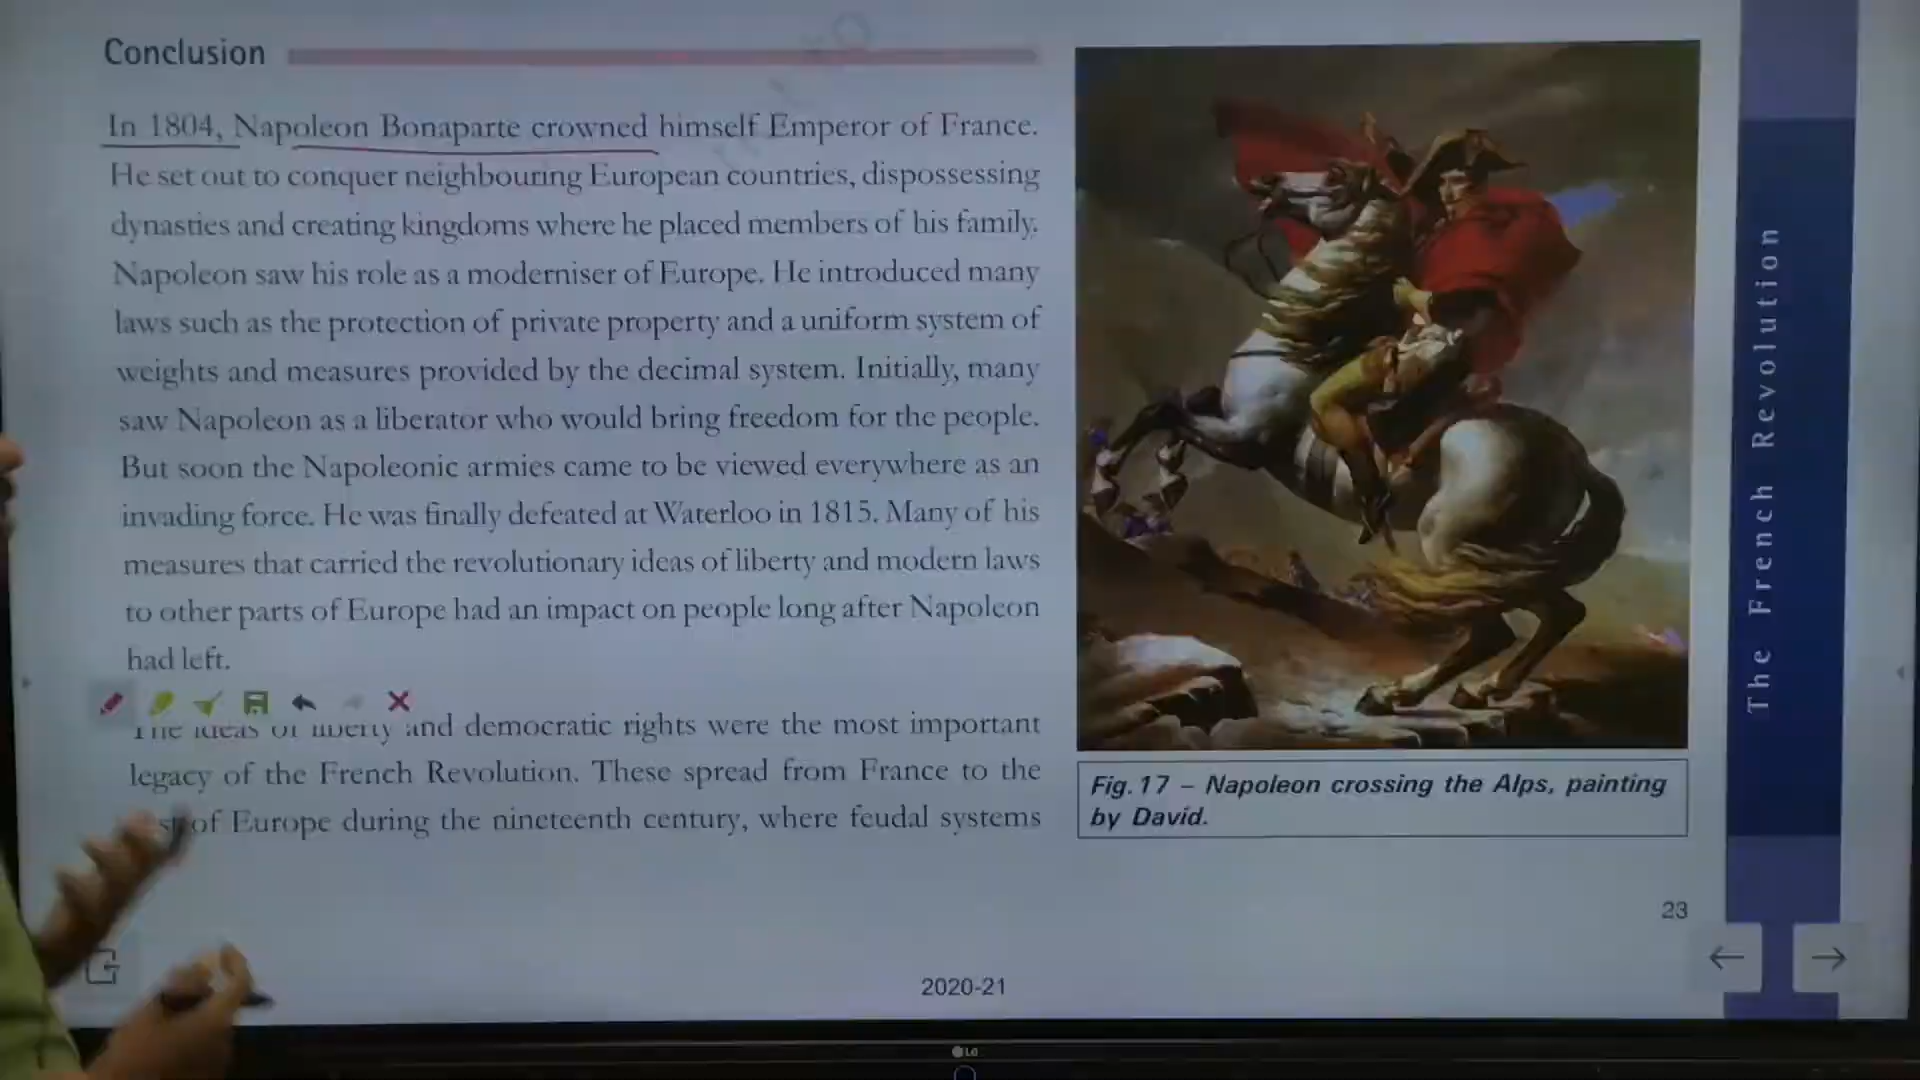 Conclusion
In 1804, Napoleon Bonaparte crowned himself Emperor of France.
He set out to conquer neighbouring European countries, dispossessing
dynasties and creating kingdoms where he placed members of his family.
Napoleon saw his role as a moderniser of Europe. He introduced many
laws such as the protection of private property and a uniform system of
weights and measures provided by the decimal system. Initially, many
saw Napoleon as a liberator who would bring freedom for the people.
But soon the Napoleonic armies came to be viewed everywhere as an
invading force. He was finally defeated at Waterloo in 1815. Many of his
measures that carried the revolutionary ideas of liberty and modern laws
to other parts of Europe had an impact on people long after Napoleon
had left.
The ideas of liberty and democratic rights were the most important
legacy of the French Revolution. These spread from France to the
of Europe during the nineteenth century, where feudal systems
Fig.17 – Napoleon crossing the Alps, painting
by David.
The French Revolution
23
2020-21
LG